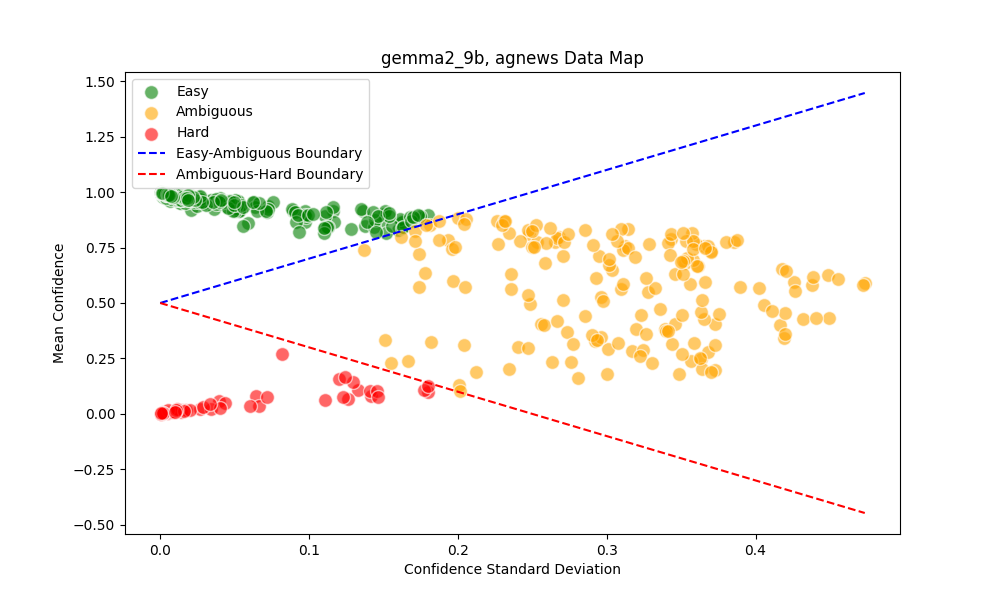 gemma2_9b, agnews Data Map
Easy
Ambiguous
Hard
Easy-Ambiguous Boundary
Ambiguous-Hard Boundary
1.50
1.25
1.00
0.75
0.50
0.25
0.00
−0.25
−0.50
Mean Confidence
0.0
0.1
0.2
0.3
0.4
Confidence Standard Deviation